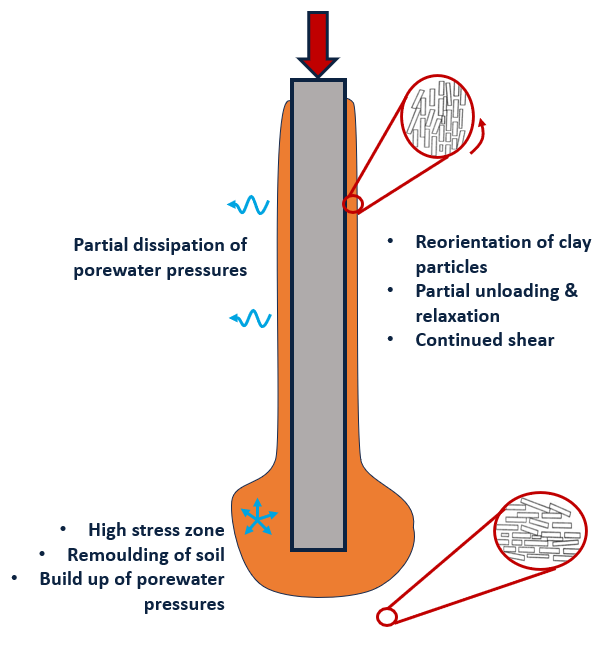 Partial dissipation of
porewater pressures
• Reorientation of clay
particles
• Partial unloading &
relaxation
• Continued shear
• High stress zone
• Remoulding of soil
• Build up of porewater
pressures